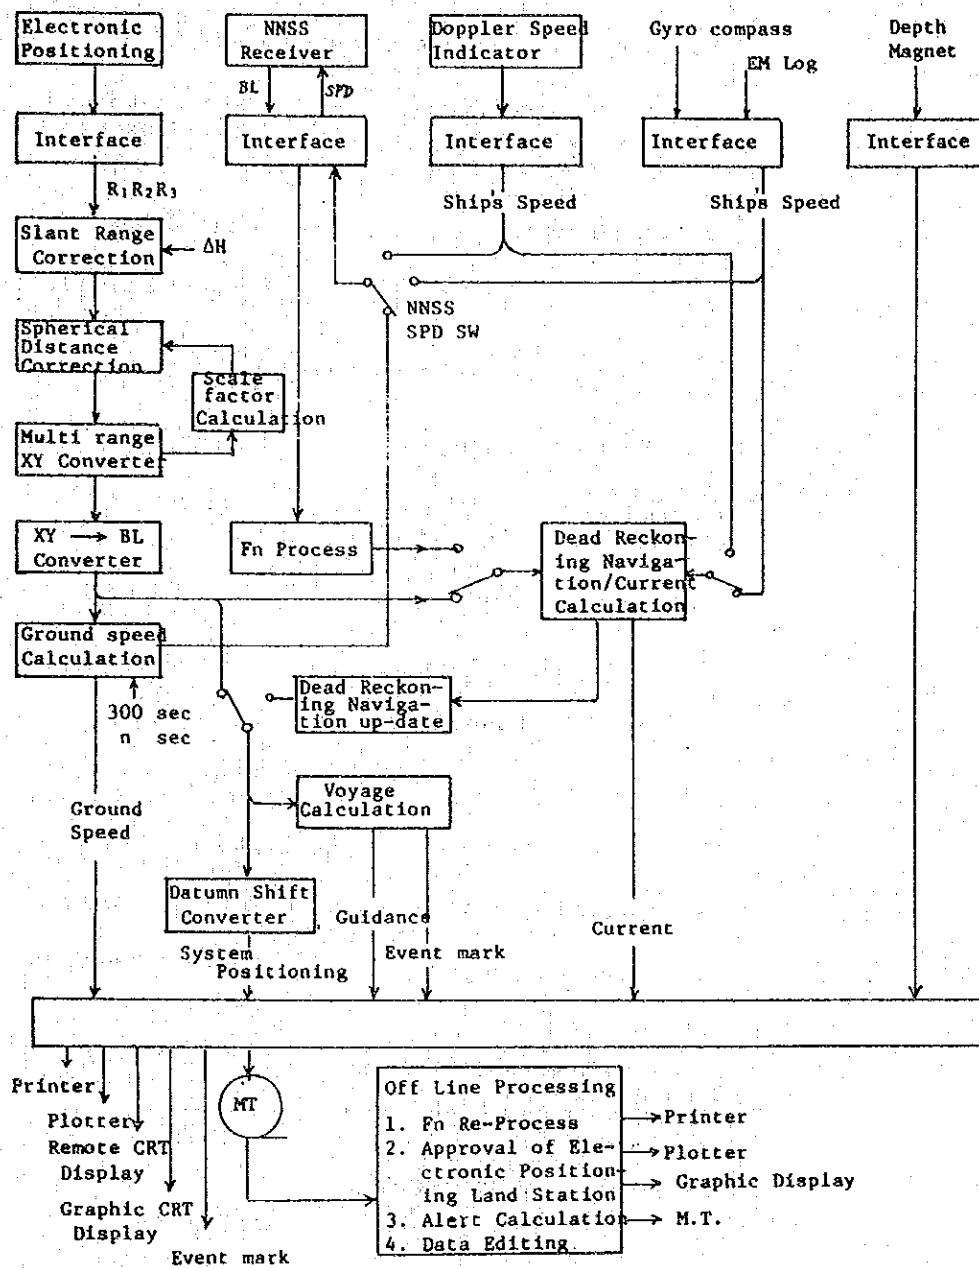 Electronic
Positioning
NNSS
Receiver
Doppler Speed
Indicator
Gyro compass
EM Log
Depth
Magnet
BL
SPD
Interface
Interface
Interface
Interface
Interface
R₁R₂R₃
Ship's Speed
Ship's Speed
Slant Range
Correction
ΔH
NNSS
SPD SW
Spherical
Distance
Correction
Scale
factor
Calculation
Multi range
XY Converter
XY → BL
Converter
Fn Process
Dead Reckon-
ing Naviga-
tion/Current
Calculation
Ground speed
Calculation
300 sec
n sec
Dead Reckon-
ing Naviga-
tion up-date
Voyage
Calculation
Ground
Speed
Datumn Shift
Converter
Guidance
Event mark
Current
System
Positioning
Printer
Plotter
Remote CRT
Display
Graphic CRT
Display
Event mark
MT
Off Line Processing
1. Fn Re-Process
2. Approval of Ele-
ctronic Position-
ing Land Station
3. Alert Calculation
4. Data Editing
Printer
Plotter
Graphic Display
M.T.